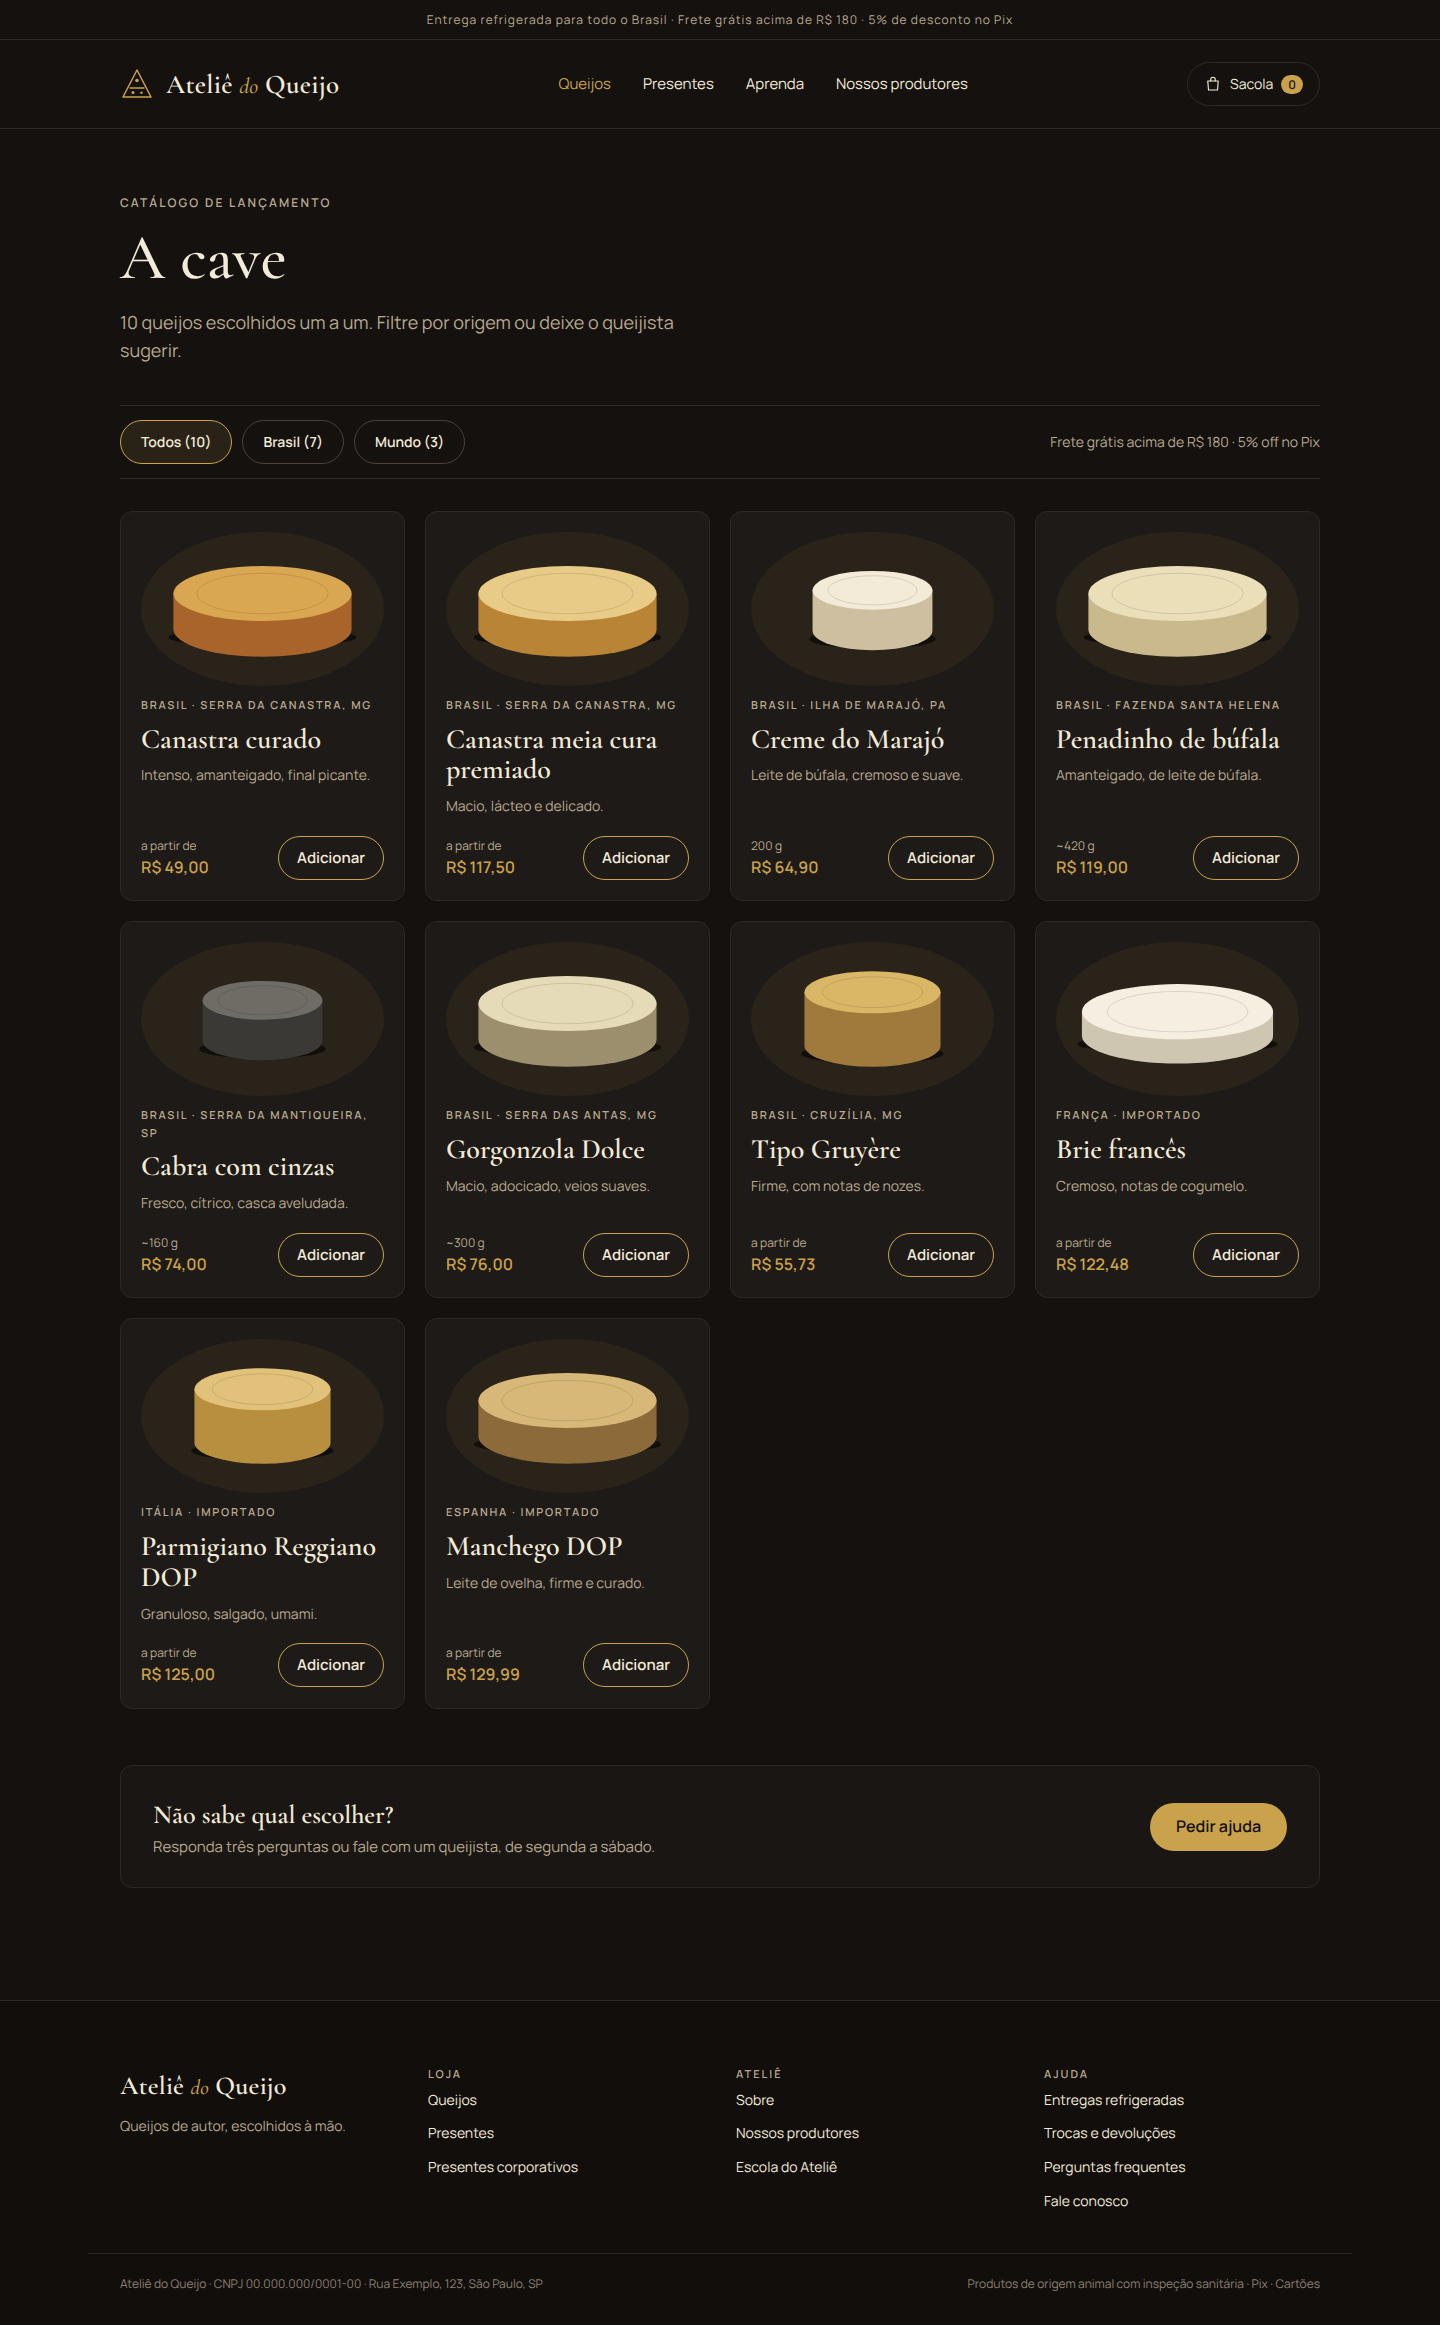 Entrega refrigerada para todo o Brasil · Frete grátis acima de R$ 180 · 5% de desconto no Pix
Ateliê do Queijo
Queijos
Presentes
Aprenda
Nossos produtores
Sacola 0
CATÁLOGO DE LANÇAMENTO
A cave
10 queijos escolhidos um a um. Filtre por origem ou deixe o queijista
sugerir.
Todos (10)
Brasil (7)
Mundo (3)
Frete grátis acima de R$ 180 · 5% off no Pix
BRASIL · SERRA DA CANASTRA, MG
Canastra curado
Intenso, amanteigado, final picante.
a partir de
R$ 49,00
Adicionar
BRASIL · SERRA DA CANASTRA, MG
Canastra meia cura
premiado
Macio, lácteo e delicado.
a partir de
R$ 117,50
Adicionar
BRASIL · ILHA DE MARAJÓ, PA
Creme do Marajó
Leite de búfala, cremoso e suave.
200 g
R$ 64,90
Adicionar
BRASIL · FAZENDA SANTA HELENA
Penadinho de búfala
Amanteigado, de leite de búfala.
~420 g
R$ 119,00
Adicionar
BRASIL · SERRA DA MANTIQUEIRA,
SP
Cabra com cinzas
Fresco, cítrico, casca aveludada.
~160 g
R$ 74,00
Adicionar
BRASIL · SERRA DAS ANTAS, MG
Gorgonzola Dolce
Macio, adocicado, veios suaves.
~300 g
R$ 76,00
Adicionar
BRASIL · CRUZÍLIA, MG
Tipo Gruyère
Firme, com notas de nozes.
a partir de
R$ 55,73
Adicionar
FRANÇA · IMPORTADO
Brie francês
Cremoso, notas de cogumelo.
a partir de
R$ 122,48
Adicionar
ITÁLIA · IMPORTADO
Parmigiano Reggiano
DOP
Granuloso, salgado, umami.
a partir de
R$ 125,00
Adicionar
ESPANHA · IMPORTADO
Manchego DOP
Leite de ovelha, firme e curado.
a partir de
R$ 129,99
Adicionar
Não sabe qual escolher?
Responda três perguntas ou fale com um queijista, de segunda a sábado.
Pedir ajuda
Ateliê do Queijo
Queijos de autor, escolhidos à mão.
LOJA
Queijos
Presentes
Presentes corporativos
ATELIÊ
Sobre
Nossos produtores
Escola do Ateliê
AJUDA
Entregas refrigeradas
Trocas e devoluções
Perguntas frequentes
Fale conosco
Ateliê do Queijo · CNPJ 00.000.000/0001-00 · Rua Exemplo, 123, São Paulo, SP
Produtos de origem animal com inspeção sanitária · Pix · Cartões